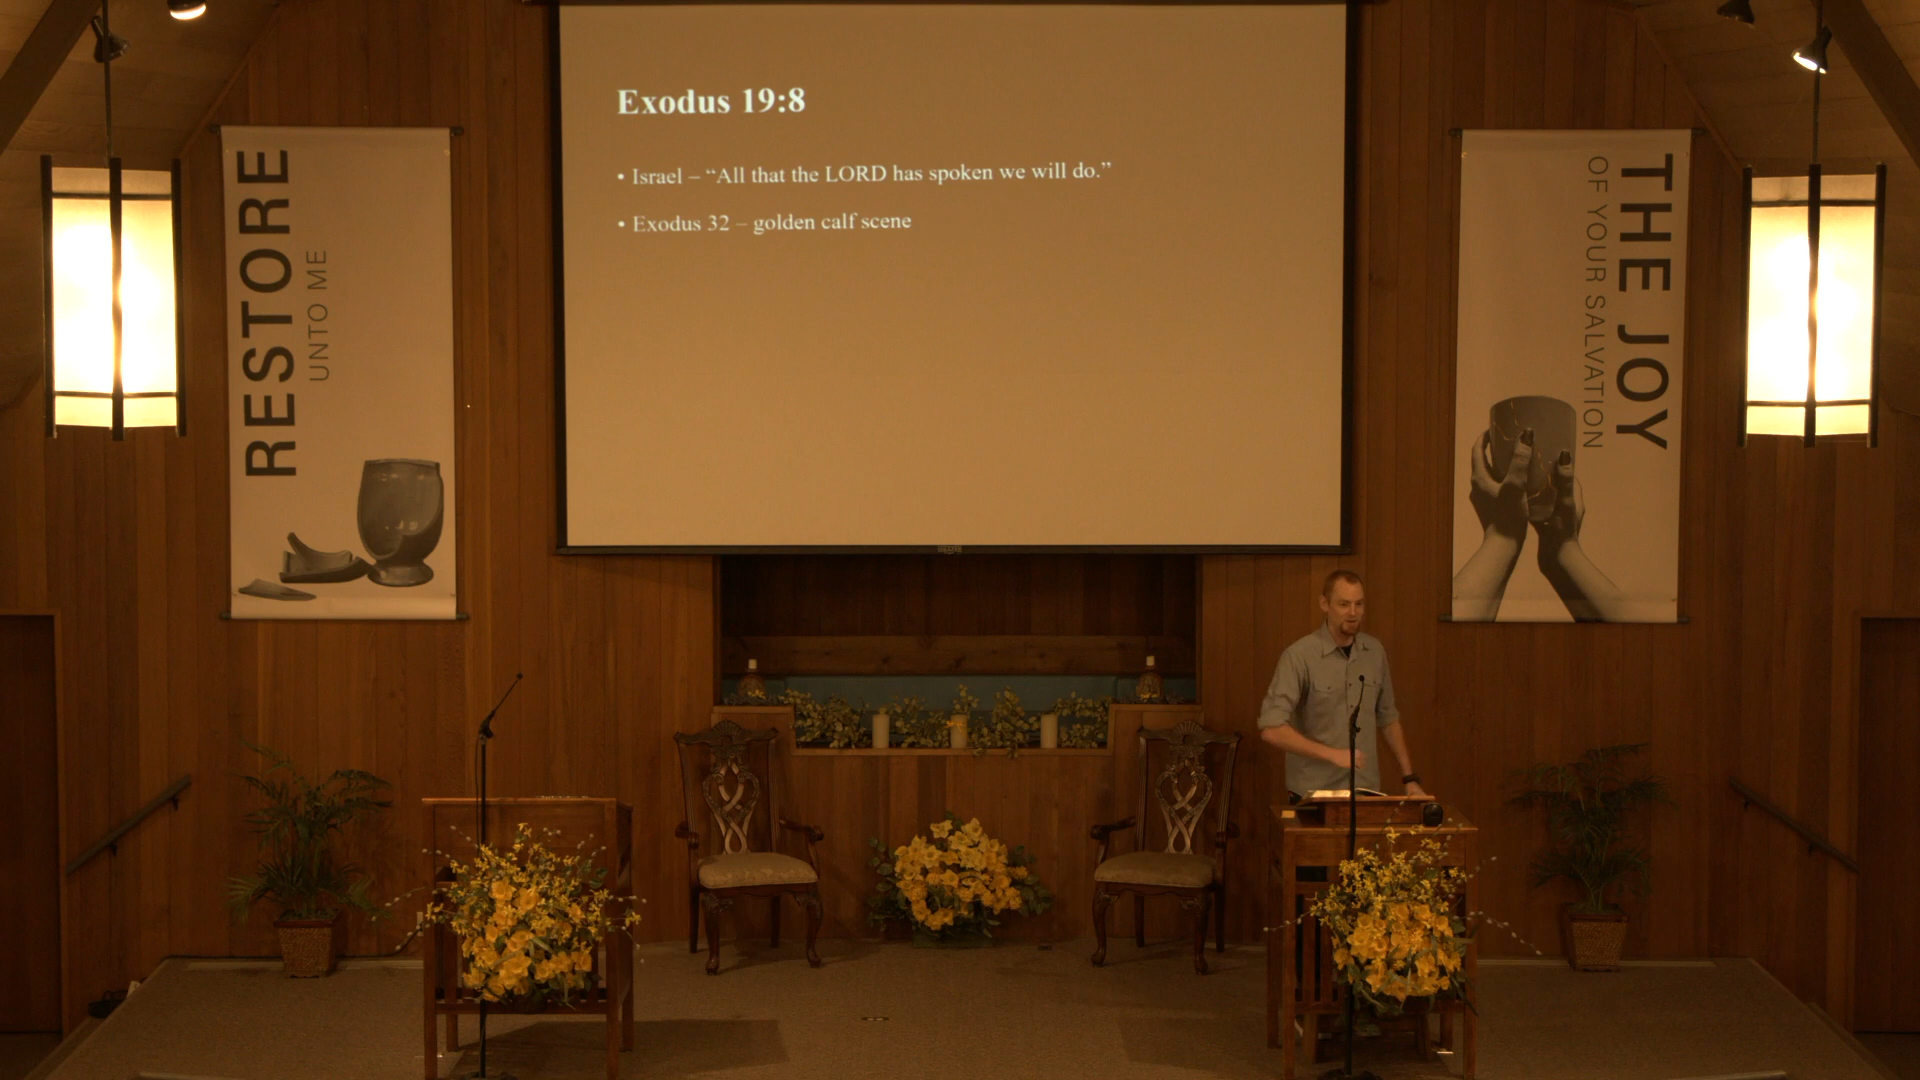 Exodus 19:8
• Israel – “All that the LORD has spoken we will do.”
• Exodus 32 – golden calf scene
RESTORE
UNTO ME
THE JOY
OF YOUR SALVATION